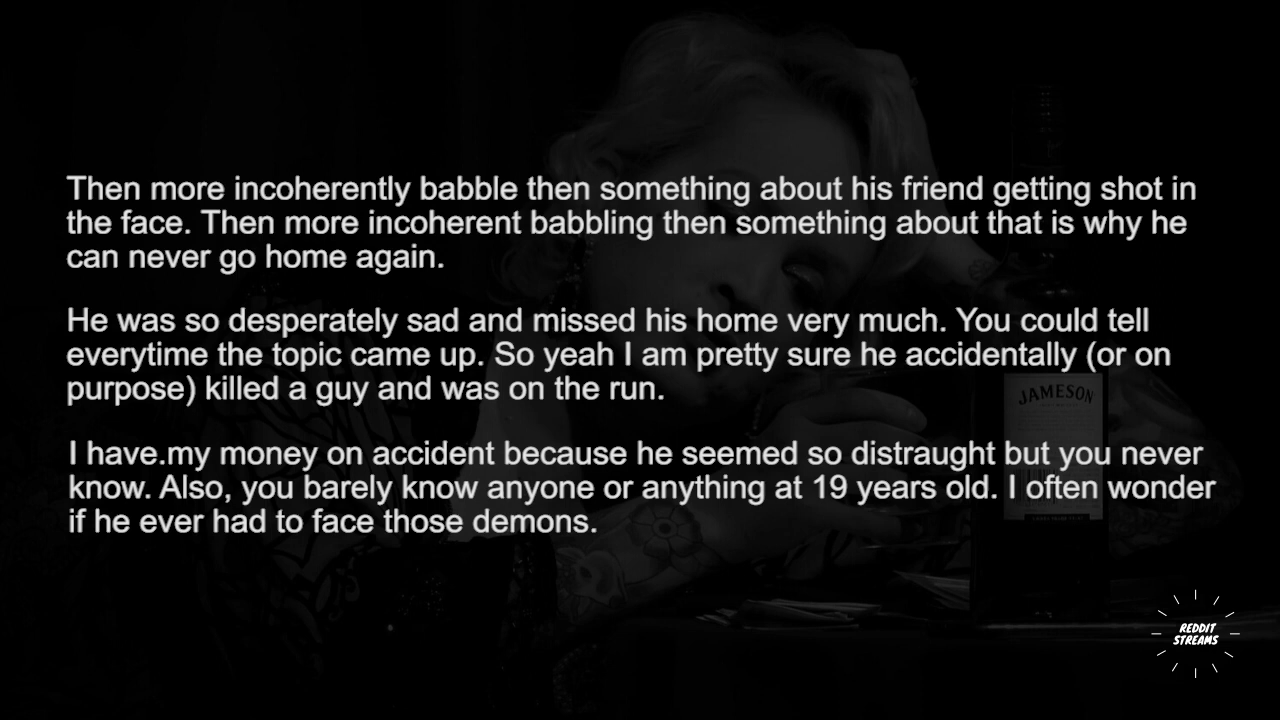 Then more incoherently babble then something about his friend getting shot in
the face. Then more incoherent babbling then something about that is why he
can never go home again.
He was so desperately sad and missed his home very much. You could tell
everytime the topic came up. So yeah I am pretty sure he accidentally (or on
purpose) killed a guy and was on the run.
I have.my money on accident because he seemed so distraught but you never
know. Also, you barely know anyone or anything at 19 years old. I often wonder
if he ever had to face those demons.
JAMESON
REDDIT
STREAMS